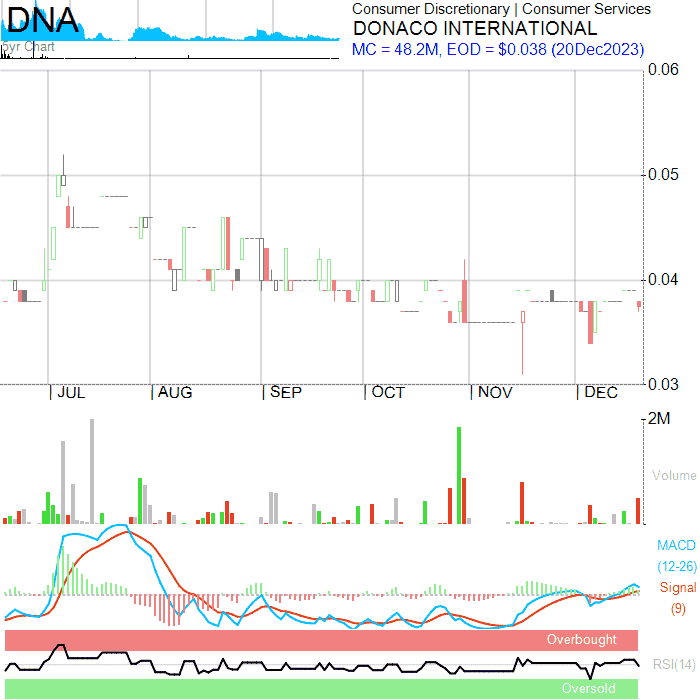 DNA
5yr Chart
Consumer Discretionary | Consumer Services
DONACO INTERNATIONAL
MC = 48.2M, EOD = $0.038 (20Dec2023)
0.06
0.05
0.04
0.03
JUL
AUG
SEP
OCT
NOV
DEC
2M
Volume
MACD
(12-26)
Signal
(9)
Overbought
RSI(14)
Oversold